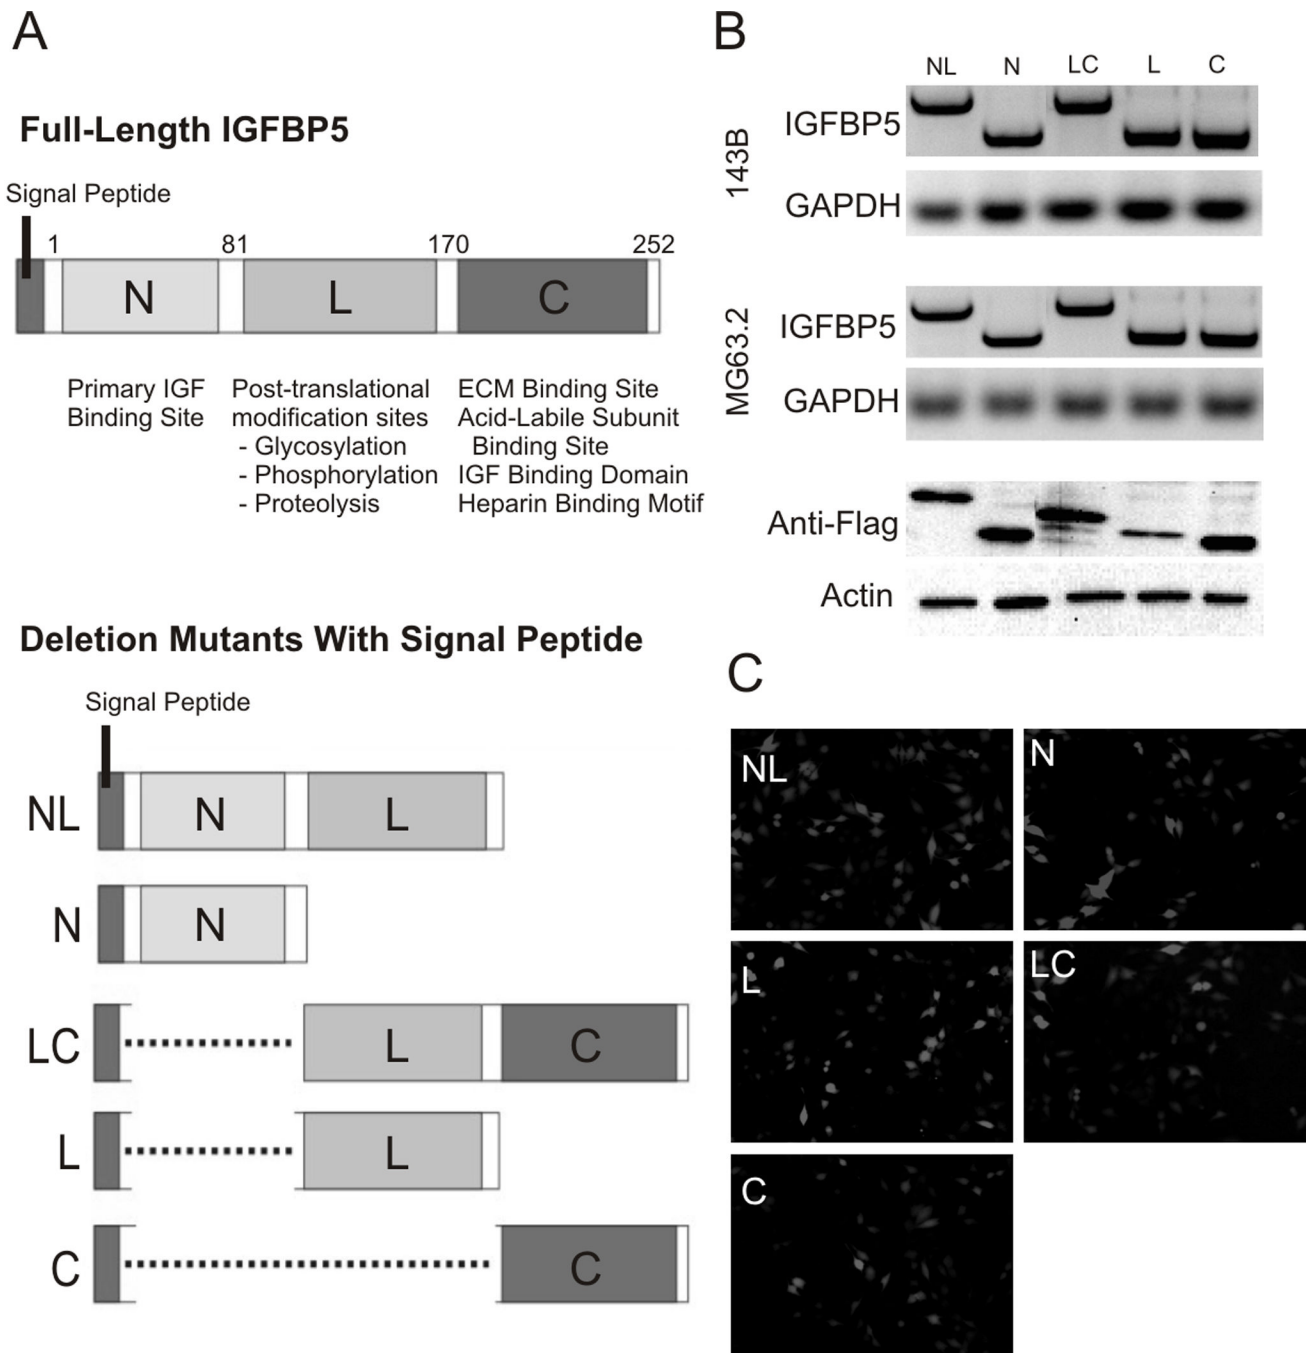 A
Full-Length IGFBP5
Signal Peptide
1 81 170 252
N L C
Primary IGF
Binding Site
Post-translational
modification sites
- Glycosylation
- Phosphorylation
- Proteolysis
ECM Binding Site
Acid-Labile Subunit
Binding Site
IGF Binding Domain
Heparin Binding Motif
Deletion Mutants With Signal Peptide
Signal Peptide
NL N L
N N
LC L C
L L
C C
B
NL N LC L C
143B
IGFBP5
GAPDH
MG63.2
IGFBP5
GAPDH
Anti-Flag
Actin
C
NL
N
L
LC
C